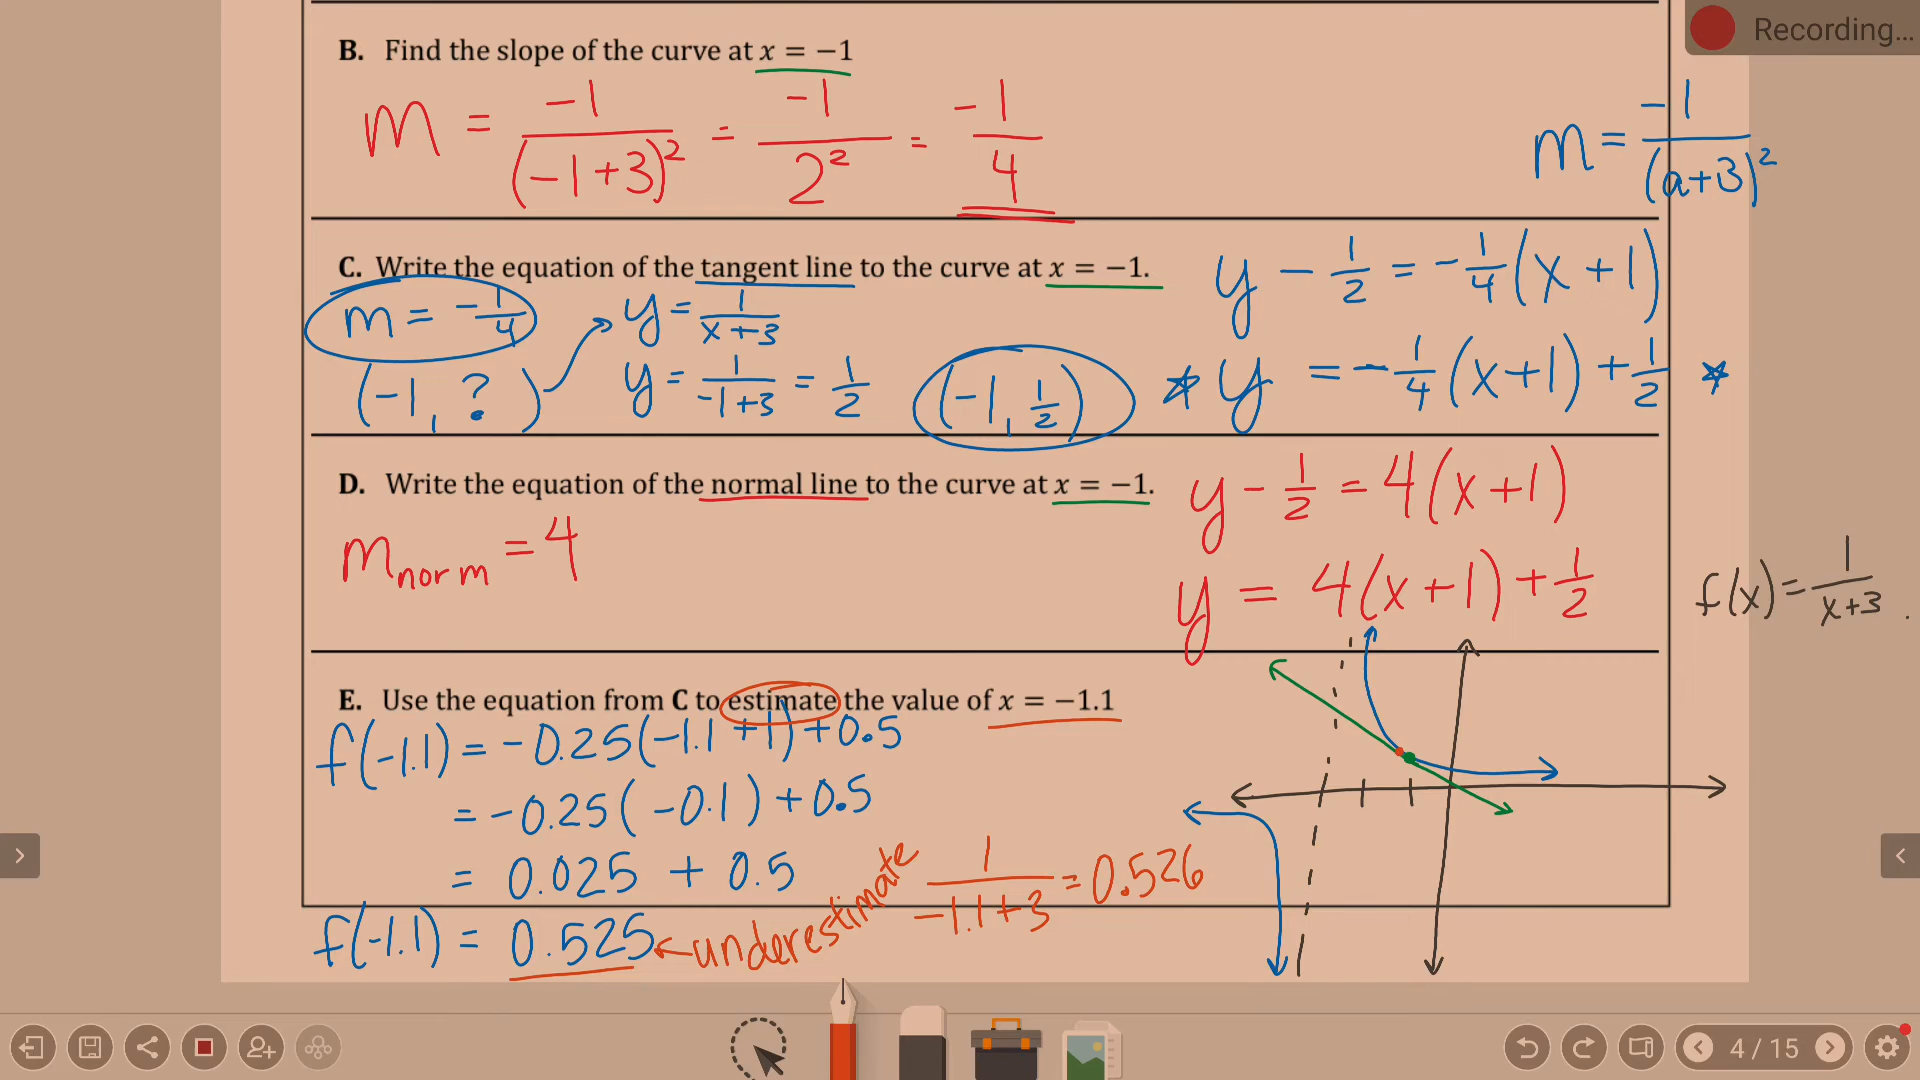 Recording...
B. Find the slope of the curve at x = −1
m = -1/(-1+3)² = -1/2² = -1/4
m = -1/(a+3)²
C. Write the equation of the tangent line to the curve at x = −1.
y - 1/2 = -1/4(x+1)
m = -1/4
y = 1/(x+3)
(-1, ?)
y = 1/(-1+3) = 1/2
(-1, 1/2)
* y = -1/4(x+1) + 1/2 *
D. Write the equation of the normal line to the curve at x = −1.
y - 1/2 = 4(x+1)
m norm = 4
y = 4(x+1) + 1/2
f(x) = 1/(x+3).
E. Use the equation from C to estimate the value of x = −1.1
f(-1.1) = -0.25(-1.1+1)+0.5
= -0.25(-0.1)+0.5
= 0.025 + 0.5
1/(-1.1+3) = 0.526
f(-1.1) = 0.525 ← underestimate
4 / 15